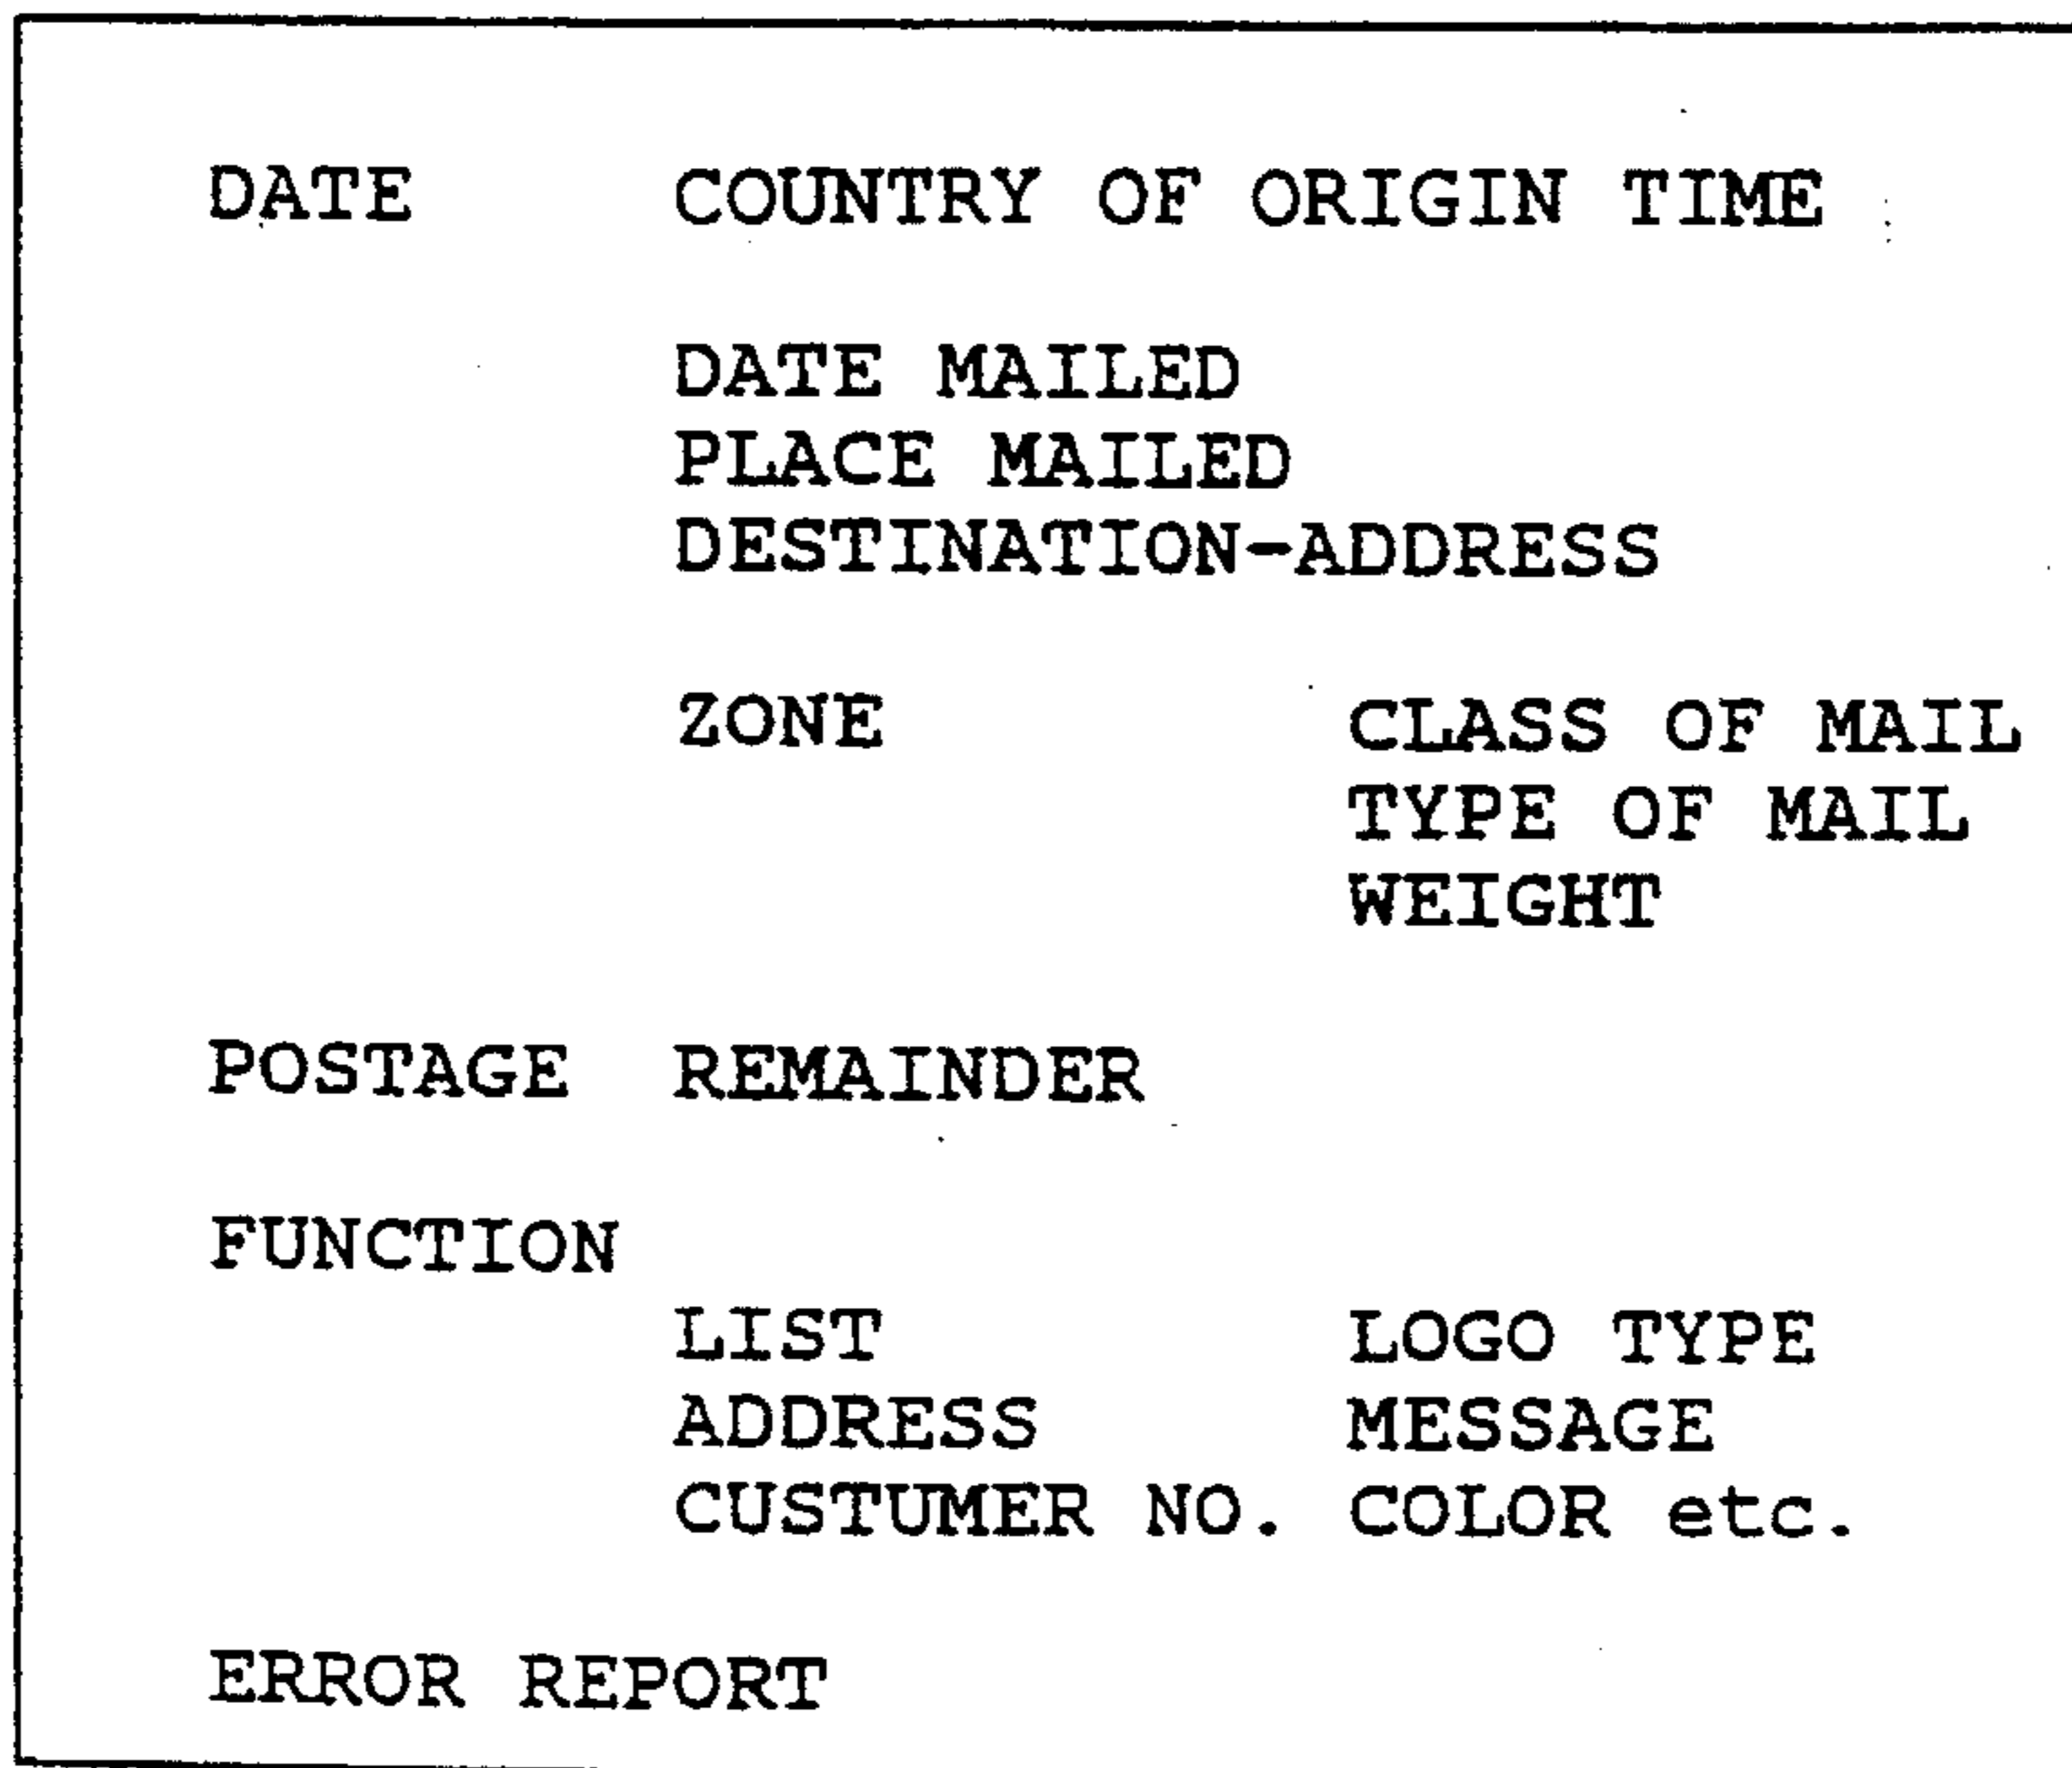 DATE COUNTRY OF ORIGIN TIME
DATE MAILED
PLACE MAILED
DESTINATION-ADDRESS
ZONE CLASS OF MAIL
TYPE OF MAIL
WEIGHT
POSTAGE REMAINDER
FUNCTION
LIST LOGO TYPE
ADDRESS MESSAGE
CUSTUMER NO. COLOR etc.
ERROR REPORT